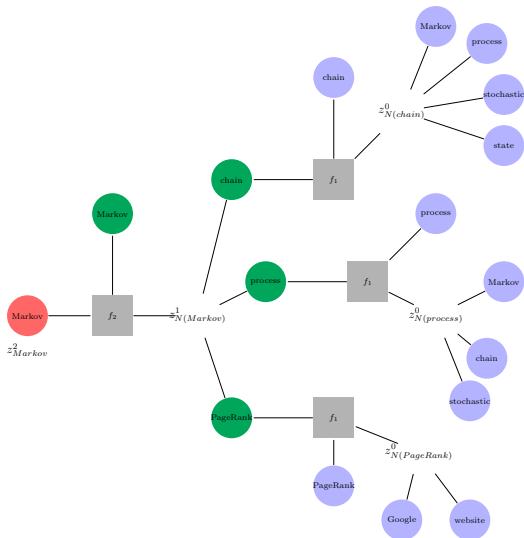 Markov
process
chain
stochastic
z^0_{N(chain)}
state
chain
f_1
Markov
process
process
f_1
Markov
Markov
f_2
z^1_{N(Markov)}
z^0_{N(process)}
z^2_{Markov}
chain
stochastic
PageRank
f_1
z^0_{N(PageRank)}
PageRank
Google
website